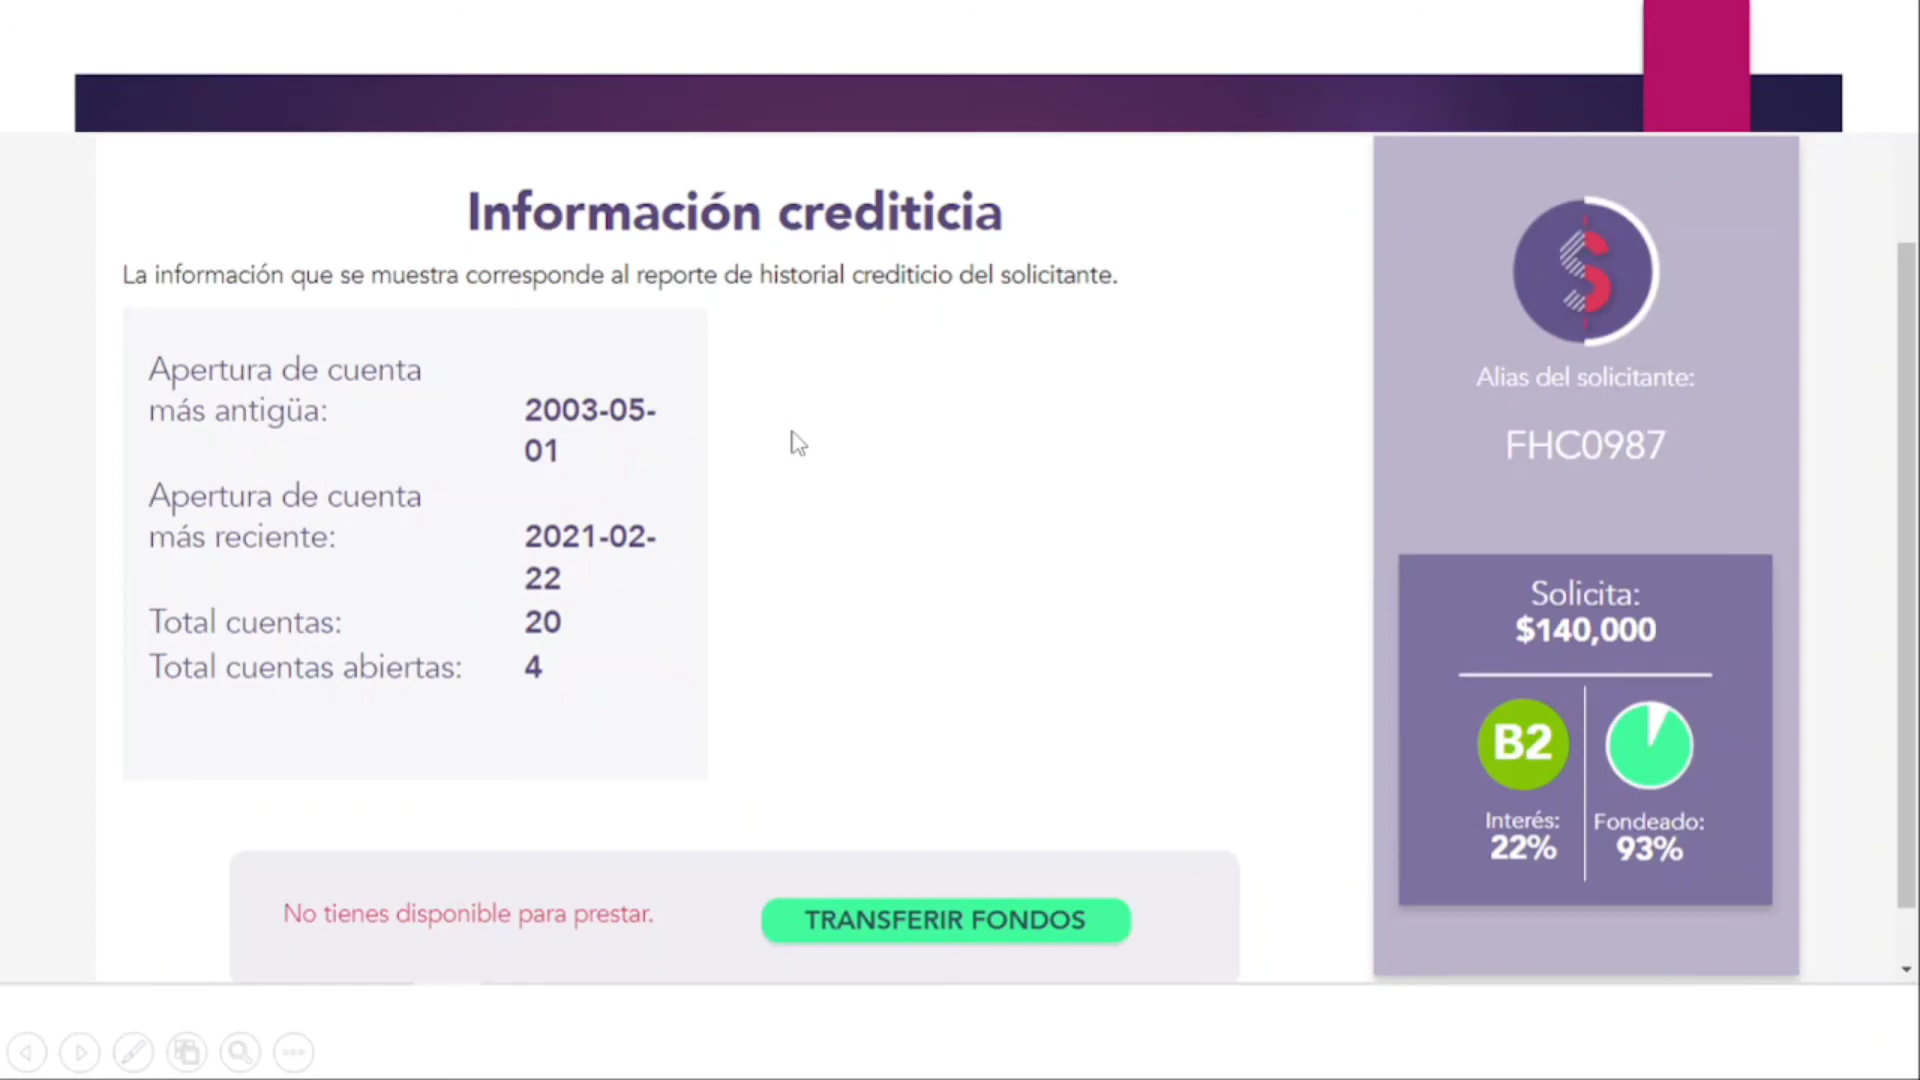 Información crediticia
La información que se muestra corresponde al reporte de historial crediticio del solicitante.
Apertura de cuenta
más antigüa: 2003-05-
01
Apertura de cuenta
más reciente: 2021-02-
22
Total cuentas: 20
Total cuentas abiertas: 4
No tienes disponible para prestar.
TRANSFERIR FONDOS
Alias del solicitante:
FHC0987
Solicita:
$140,000
B2
Interés:
22%
Fondeado:
93%